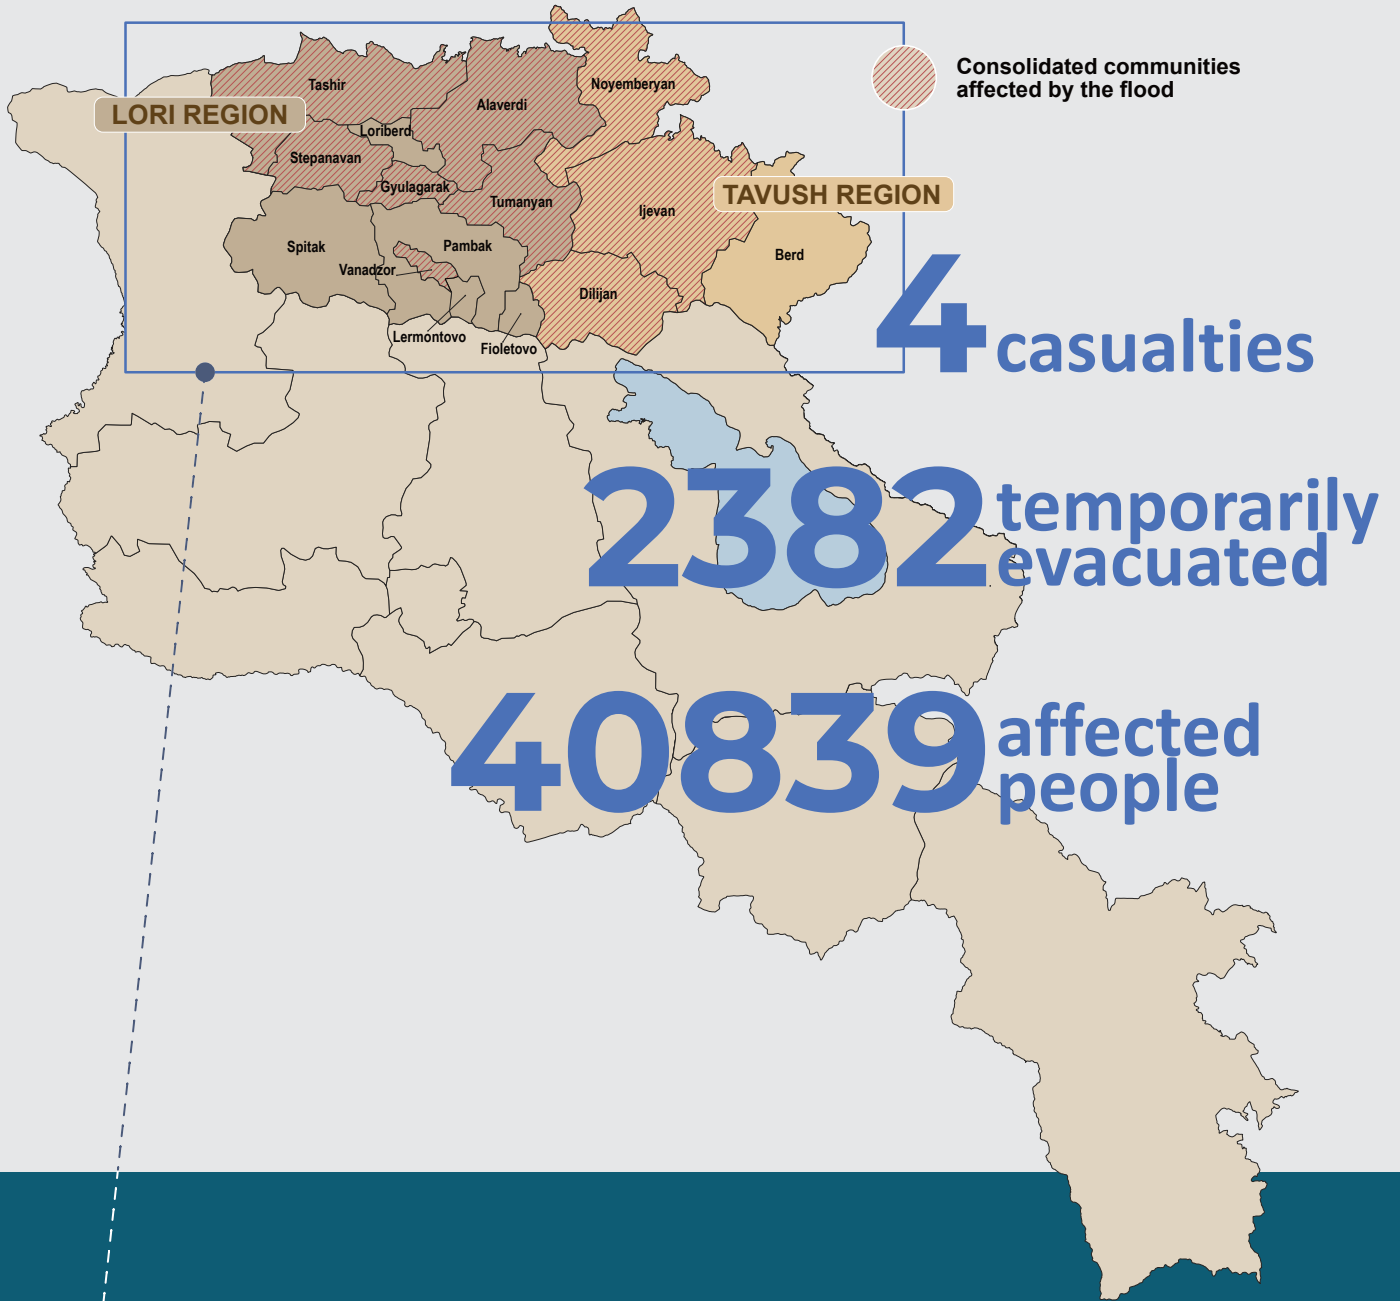 Consolidated communities
affected by the flood
LORI REGION
TAVUSH REGION
Tashir
Alaverdi
Noyemberyan
Loriberd
Stepanavan
Gyulagarak
Tumanyan
Ijevan
Spitak
Pambak
Vanadzor
Berd
Dilijan
Lermontovo
Fioletovo
4 casualties
2382 temporarily
evacuated
40839 affected
people